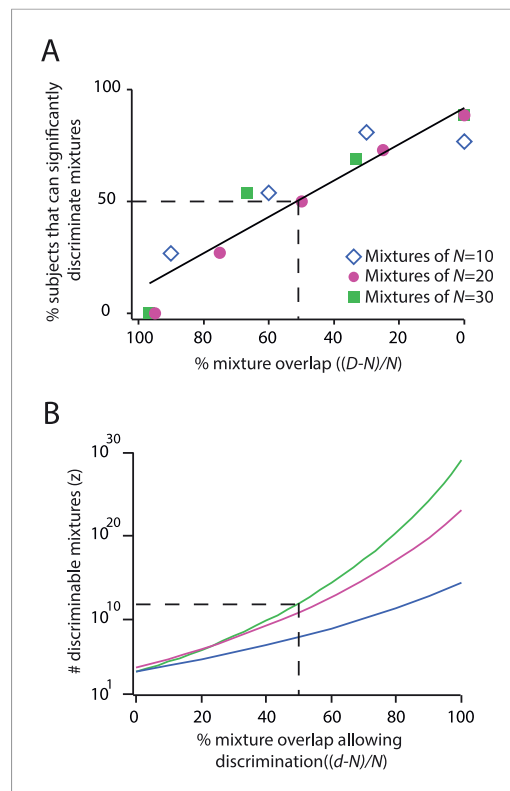 A
% subjects that can significantly
discriminate mixtures
100
50
0
Mixtures of N=10
Mixtures of N=20
Mixtures of N=30
100 80 60 40 20 0
% mixture overlap ((D-N)/N)
B
# discriminable mixtures (z)
10^30
10^20
10^10
10^1
0 20 40 60 80 100
% mixture overlap allowing
discrimination((d-N)/N)